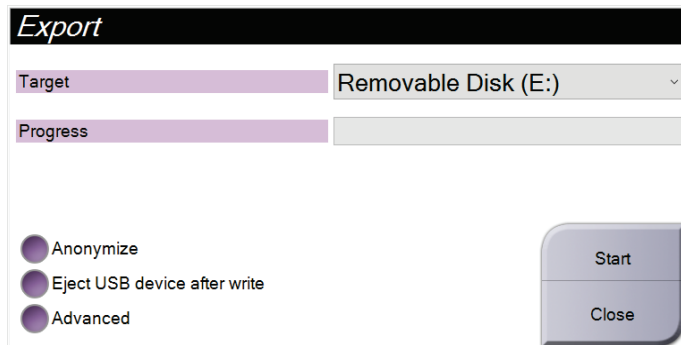 Export
Target
Removable Disk (E:)
Progress
Anonymize
Eject USB device after write
Advanced
Start
Close